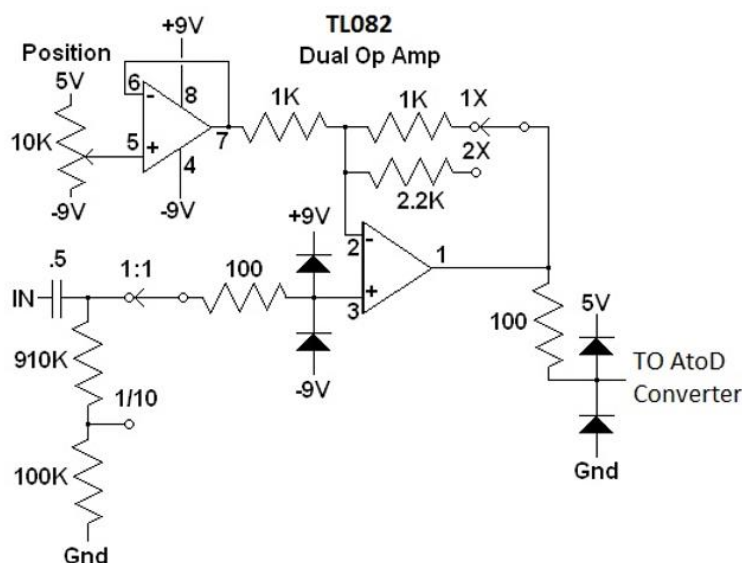 TL082
Dual Op Amp
+9V
Position
5V
10K
-9V
6
-
8
5
+
7
4
-9V
1K
1K
1X
2X
2.2K
+9V
2
-
1
3
+
-9V
.5
IN
1:1
100
910K
1/10
100K
Gnd
100
5V
TO AtoD
Converter
Gnd